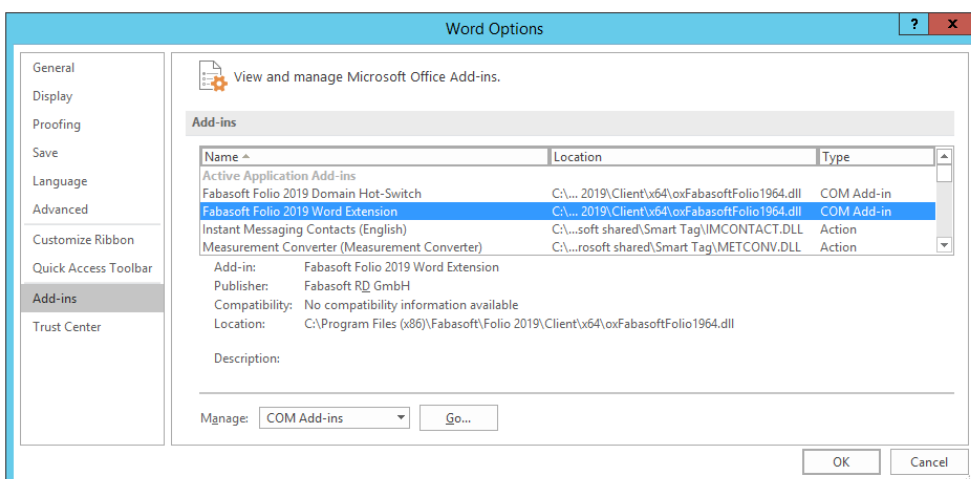 Word Options
? x
General
Display
Proofing
Save
Language
Advanced
Customize Ribbon
Quick Access Toolbar
Add-ins
Trust Center
View and manage Microsoft Office Add-ins.
Add-ins
Name Location Type
Active Application Add-ins
Fabasoft Folio 2019 Domain Hot-Switch C:\... 2019\Client\x64\oxFabasoftFolio1964.dll COM Add-in
Fabasoft Folio 2019 Word Extension C:\... 2019\Client\x64\oxFabasoftFolio1964.dll COM Add-in
Instant Messaging Contacts (English) C:\...soft shared\Smart Tag\IMCONTACT.DLL Action
Measurement Converter (Measurement Converter) C:\...rosoft shared\Smart Tag\METCONV.DLL Action
Add-in: Fabasoft Folio 2019 Word Extension
Publisher: Fabasoft RD GmbH
Compatibility: No compatibility information available
Location: C:\Program Files (x86)\Fabasoft\Folio 2019\Client\x64\oxFabasoftFolio1964.dll
Description:
Manage: COM Add-ins Go...
OK Cancel